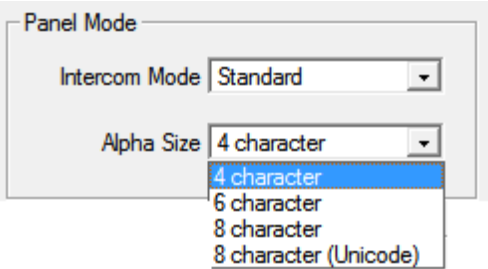 Panel Mode
Intercom Mode Standard
Alpha Size 4 character
4 character
6 character
8 character
8 character (Unicode)